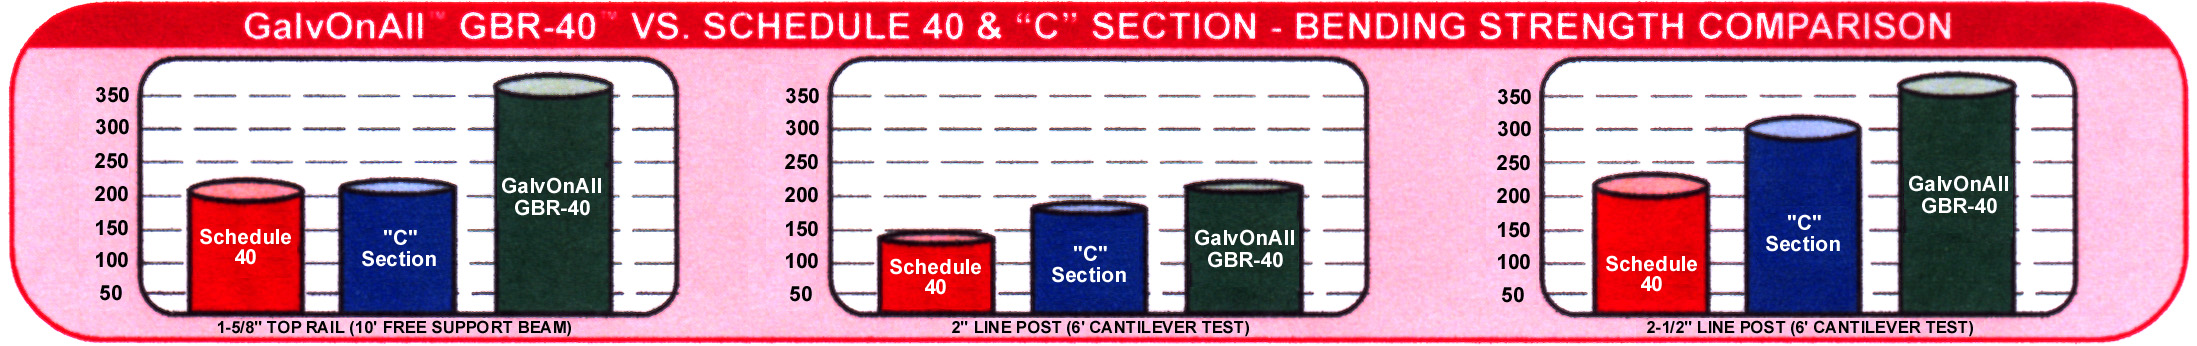 GalvOnAll™ GBR-40™ VS. SCHEDULE 40 & “C” SECTION - BENDING STRENGTH COMPARISON
350
300
250
200
150
100
50
Schedule
40
"C"
Section
GalvOnAll
GBR-40
1-5/8" TOP RAIL (10' FREE SUPPORT BEAM)
350
300
250
200
150
100
50
Schedule
40
"C"
Section
GalvOnAll
GBR-40
2" LINE POST (6' CANTILEVER TEST)
350
300
250
200
150
100
50
Schedule
40
"C"
Section
GalvOnAll
GBR-40
2-1/2" LINE POST (6' CANTILEVER TEST)